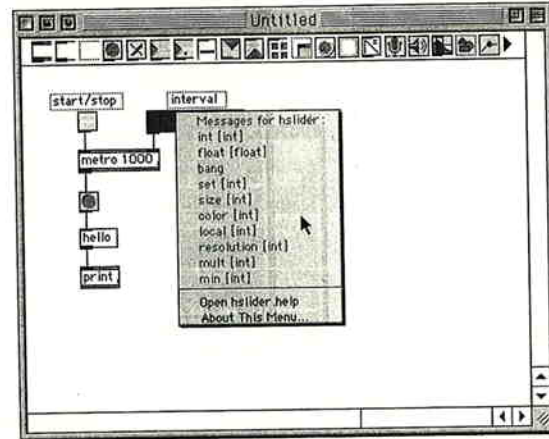 Untitled
start/stop
interval
metro 1000
hello
print
Messages for hslider:
int [int]
float [float]
bang
set [int]
size [int]
color [int]
local [int]
resolution [int]
mult [int]
min [int]
Open hslider.help
About This Menu...